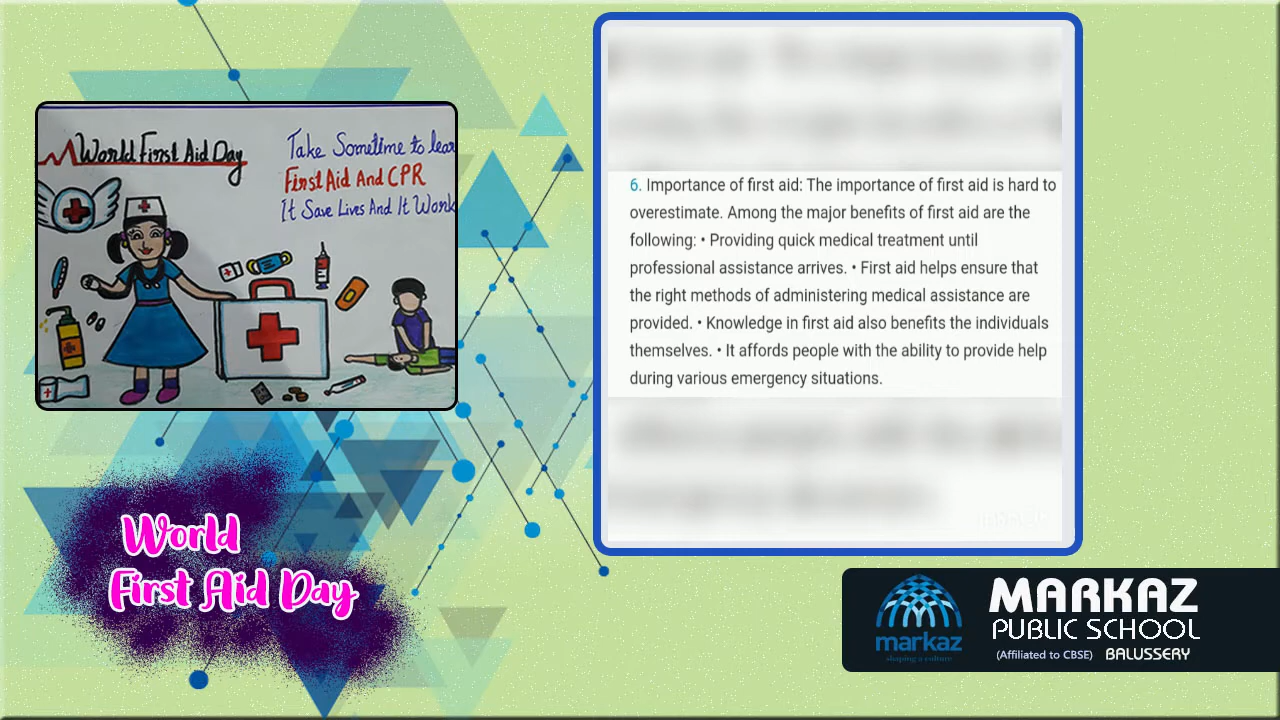 World First Aid Day
Take Sometime to lear
First Aid And CPR
It Save Lives And It Work
6. Importance of first aid: The importance of first aid is hard to
overestimate. Among the major benefits of first aid are the
following: • Providing quick medical treatment until
professional assistance arrives. • First aid helps ensure that
the right methods of administering medical assistance are
provided. • Knowledge in first aid also benefits the individuals
themselves. • It affords people with the ability to provide help
during various emergency situations.
World
First Aid Day
markaz
shaping a culture
MARKAZ
PUBLIC SCHOOL
(Affiliated to CBSE) BALUSSERY